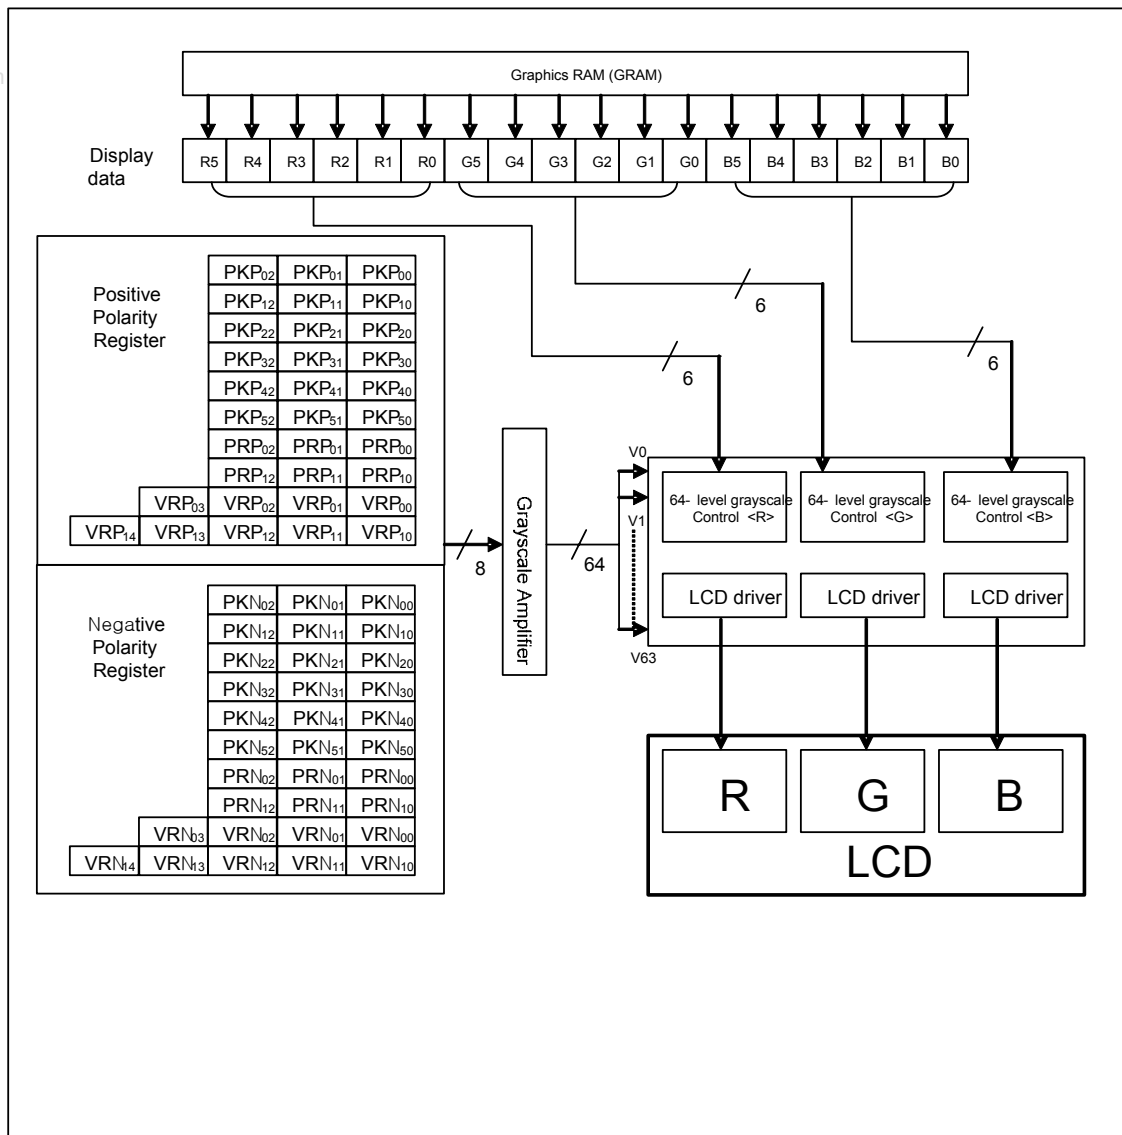 Graphics RAM (GRAM)
Display data
R5 R4 R3 R2 R1 R0 G5 G4 G3 G2 G1 G0 B5 B4 B3 B2 B1 B0
Positive
Polarity
Register
PKP02 PKP01 PKP00
PKP12 PKP11 PKP10
PKP22 PKP21 PKP20
PKP32 PKP31 PKP30
PKP42 PKP41 PKP40
PKP52 PKP51 PKP50
PRP02 PRP01 PRP00
PRP12 PRP11 PRP10
VRP03 VRP02 VRP01 VRP00
VRP14 VRP13 VRP12 VRP11 VRP10
Negative
Polarity
Register
PKN02 PKN01 PKN00
PKN12 PKN11 PKN10
PKN22 PKN21 PKN20
PKN32 PKN31 PKN30
PKN42 PKN41 PKN40
PKN52 PKN51 PKN50
PRN02 PRN01 PRN00
PRN12 PRN11 PRN10
VRN03 VRN02 VRN01 VRN00
VRN14 VRN13 VRN12 VRN11 VRN10
8
Grayscale Amplifier
64
6
6
6
V0
V1
V63
64- level grayscale
Control <R>
64- level grayscale
Control <G>
64- level grayscale
Control <B>
LCD driver
LCD driver
LCD driver
R
G
B
LCD